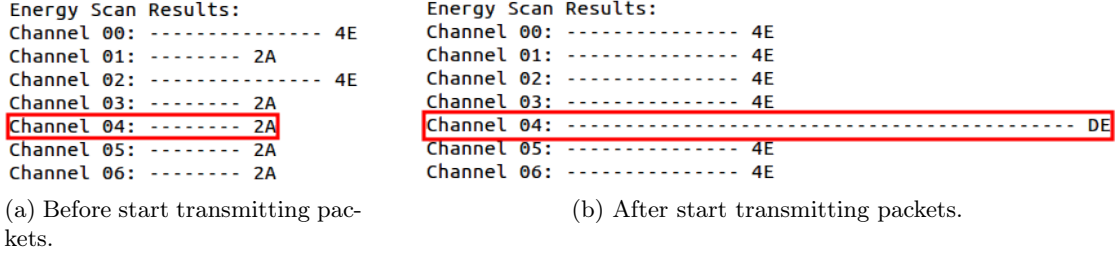 Energy Scan Results:
Channel 00: --------------- 4E
Channel 01: -------- 2A
Channel 02: --------------- 4E
Channel 03: -------- 2A
Channel 04: -------- 2A
Channel 05: -------- 2A
Channel 06: -------- 2A
(a) Before start transmitting pac-
kets.
Energy Scan Results:
Channel 00: --------------- 4E
Channel 01: --------------- 4E
Channel 02: --------------- 4E
Channel 03: --------------- 4E
Channel 04: -------------------------------------------- DE
Channel 05: --------------- 4E
Channel 06: --------------- 4E
(b) After start transmitting packets.